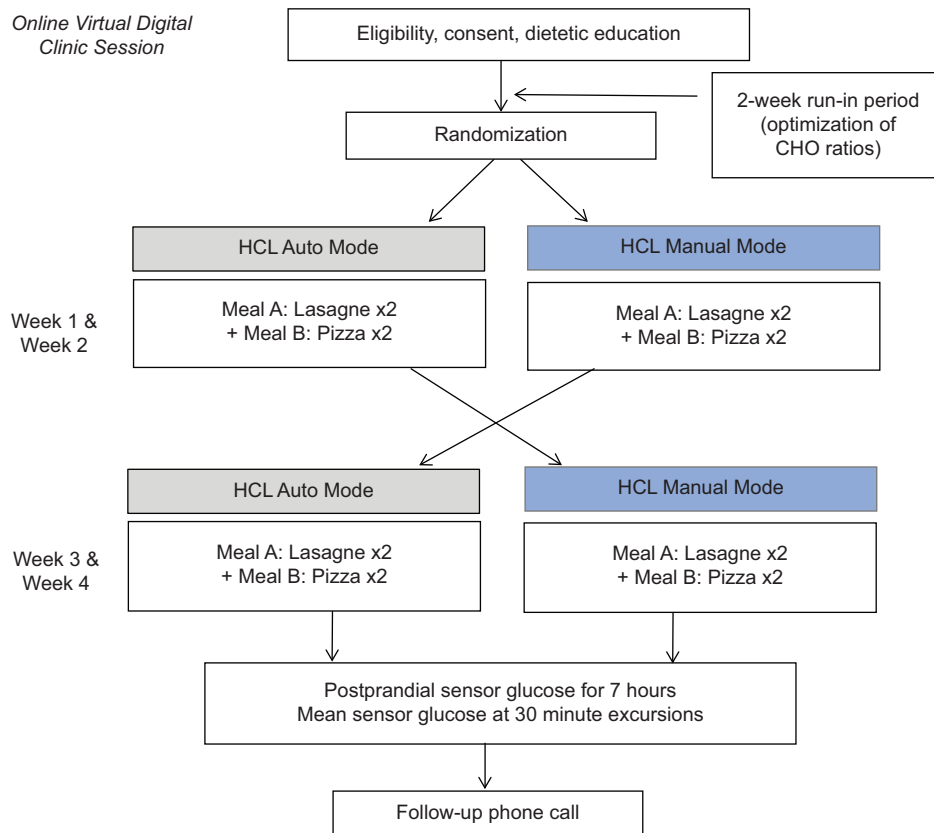 Online Virtual Digital
Clinic Session
Eligibility, consent, dietetic education
2-week run-in period
(optimization of
CHO ratios)
Randomization
HCL Auto Mode
HCL Manual Mode
Week 1 &
Week 2
Meal A: Lasagne x2
+ Meal B: Pizza x2
Meal A: Lasagne x2
+ Meal B: Pizza x2
HCL Auto Mode
HCL Manual Mode
Week 3 &
Week 4
Meal A: Lasagne x2
+ Meal B: Pizza x2
Meal A: Lasagne x2
+ Meal B: Pizza x2
Postprandial sensor glucose for 7 hours
Mean sensor glucose at 30 minute excursions
Follow-up phone call